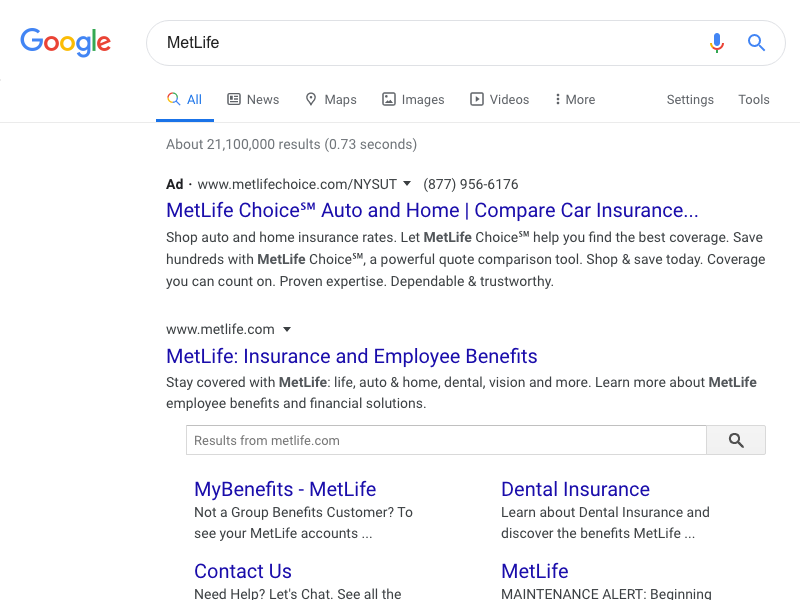 Google
MetLife
All News Maps Images Videos More Settings Tools
About 21,100,000 results (0.73 seconds)
Ad · www.metlifechoice.com/NYSUT (877) 956-6176
MetLife Choice℠ Auto and Home | Compare Car Insurance...
Shop auto and home insurance rates. Let MetLife Choice℠ help you find the best coverage. Save
hundreds with MetLife Choice℠, a powerful quote comparison tool. Shop & save today. Coverage
you can count on. Proven expertise. Dependable & trustworthy.
www.metlife.com
MetLife: Insurance and Employee Benefits
Stay covered with MetLife: life, auto & home, dental, vision and more. Learn more about MetLife
employee benefits and financial solutions.
Results from metlife.com
MyBenefits - MetLife
Not a Group Benefits Customer? To
see your MetLife accounts ...
Dental Insurance
Learn about Dental Insurance and
discover the benefits MetLife ...
Contact Us
Need Help? Let's Chat. See all the
MetLife
MAINTENANCE ALERT: Beginning